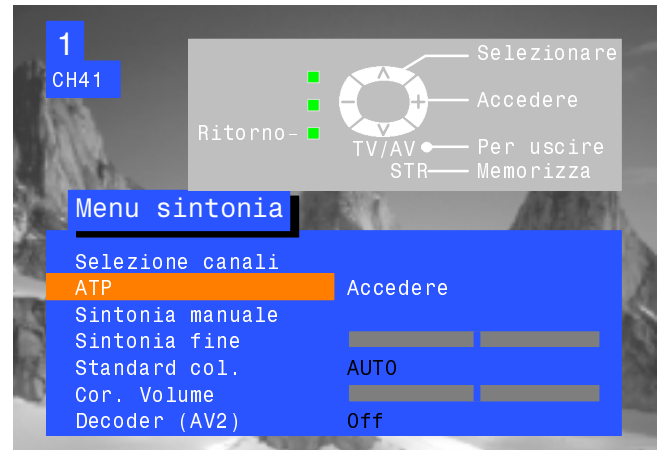 1
CH41
Selezionare
Accedere
Ritorno
TV/AV Per uscire
STR Memorizza
Menu sintonia
Selezione canali
ATP Accedere
Sintonia manuale
Sintonia fine
Standard col. AUTO
Cor. Volume
Decoder (AV2) Off